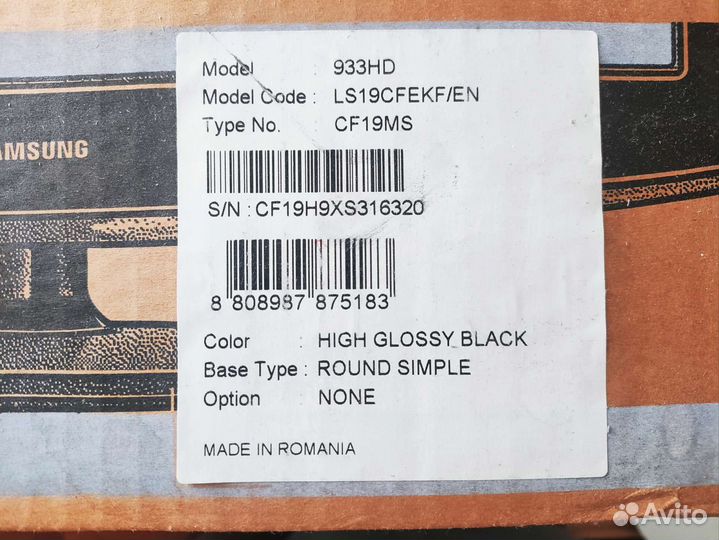 AMSUNG
Model : 933HD
Model Code : LS19CFEKF/EN
Type No. : CF19MS
S/N : CF19H9XS316320
8 808987 875183
Color : HIGH GLOSSY BLACK
Base Type : ROUND SIMPLE
Option : NONE
MADE IN ROMANIA
Avito